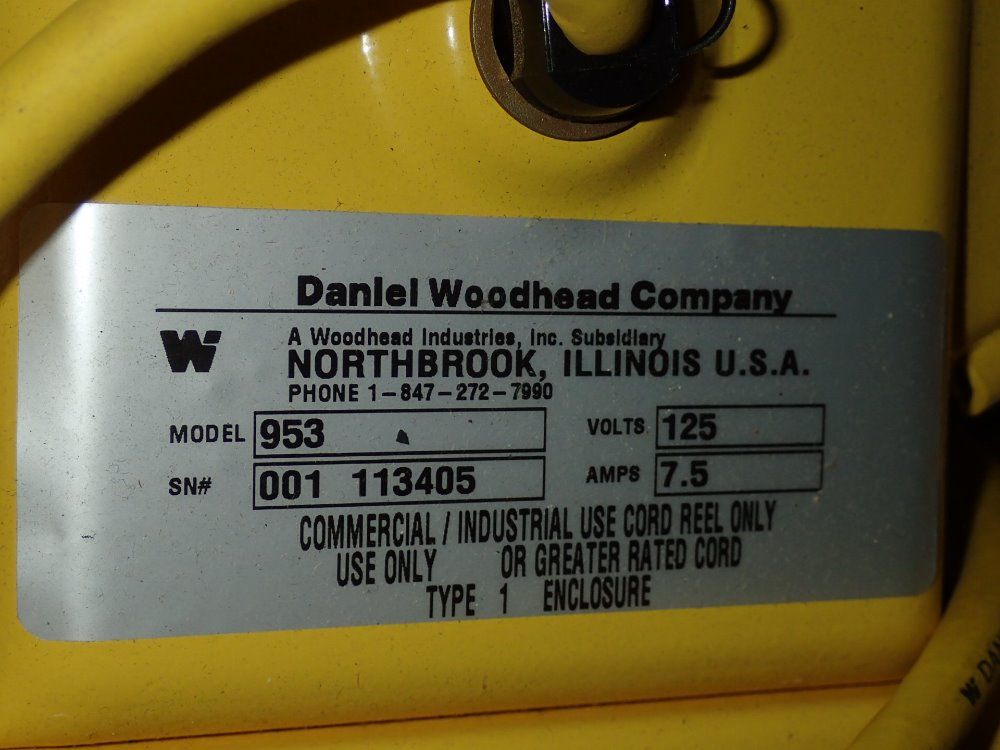 Daniel Woodhead Company
W
A Woodhead Industries, Inc. Subsidiary
NORTHBROOK, ILLINOIS U.S.A.
PHONE 1-847-272-7990
MODEL 953
VOLTS 125
SN# 001 113405
AMPS 7.5
COMMERCIAL / INDUSTRIAL USE CORD REEL ONLY
USE ONLY OR GREATER RATED CORD
TYPE 1 ENCLOSURE
W DAN